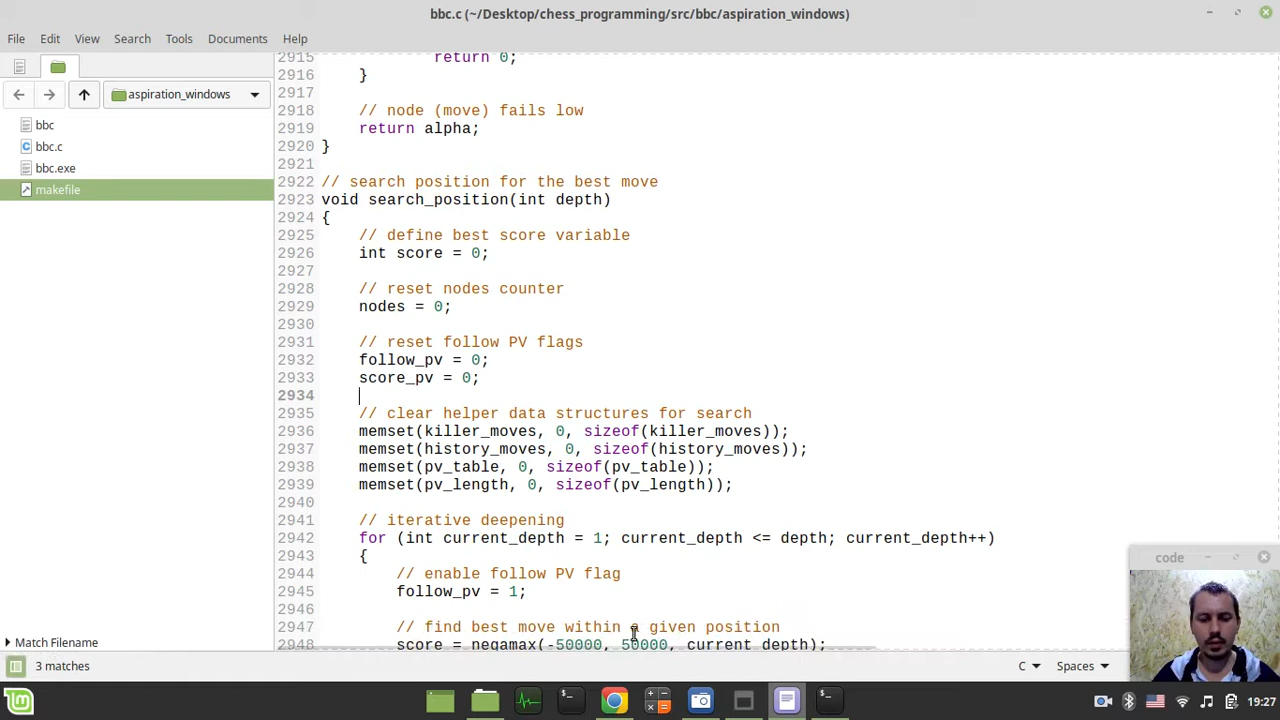 bbc.c (~/Desktop/chess_programming/src/bbc/aspiration_windows)
File Edit View Search Tools Documents Help
aspiration_windows
bbc
bbc.c
bbc.exe
makefile
2915 return 0;
2916 }
2917
2918 // node (move) fails low
2919 return alpha;
2920 }
2921
2922 // search position for the best move
2923 void search_position(int depth)
2924 {
2925 // define best score variable
2926 int score = 0;
2927
2928 // reset nodes counter
2929 nodes = 0;
2930
2931 // reset follow PV flags
2932 follow_pv = 0;
2933 score_pv = 0;
2934
2935 // clear helper data structures for search
2936 memset(killer_moves, 0, sizeof(killer_moves));
2937 memset(history_moves, 0, sizeof(history_moves));
2938 memset(pv_table, 0, sizeof(pv_table));
2939 memset(pv_length, 0, sizeof(pv_length));
2940
2941 // iterative deepening
2942 for (int current_depth = 1; current_depth <= depth; current_depth++)
2943 {
2944 // enable follow PV flag
2945 follow_pv = 1;
2946
2947 // find best move within a given position
2948 score = negamax(-50000, 50000, current_depth);
Match Filename
3 matches
C Spaces
code
19:27